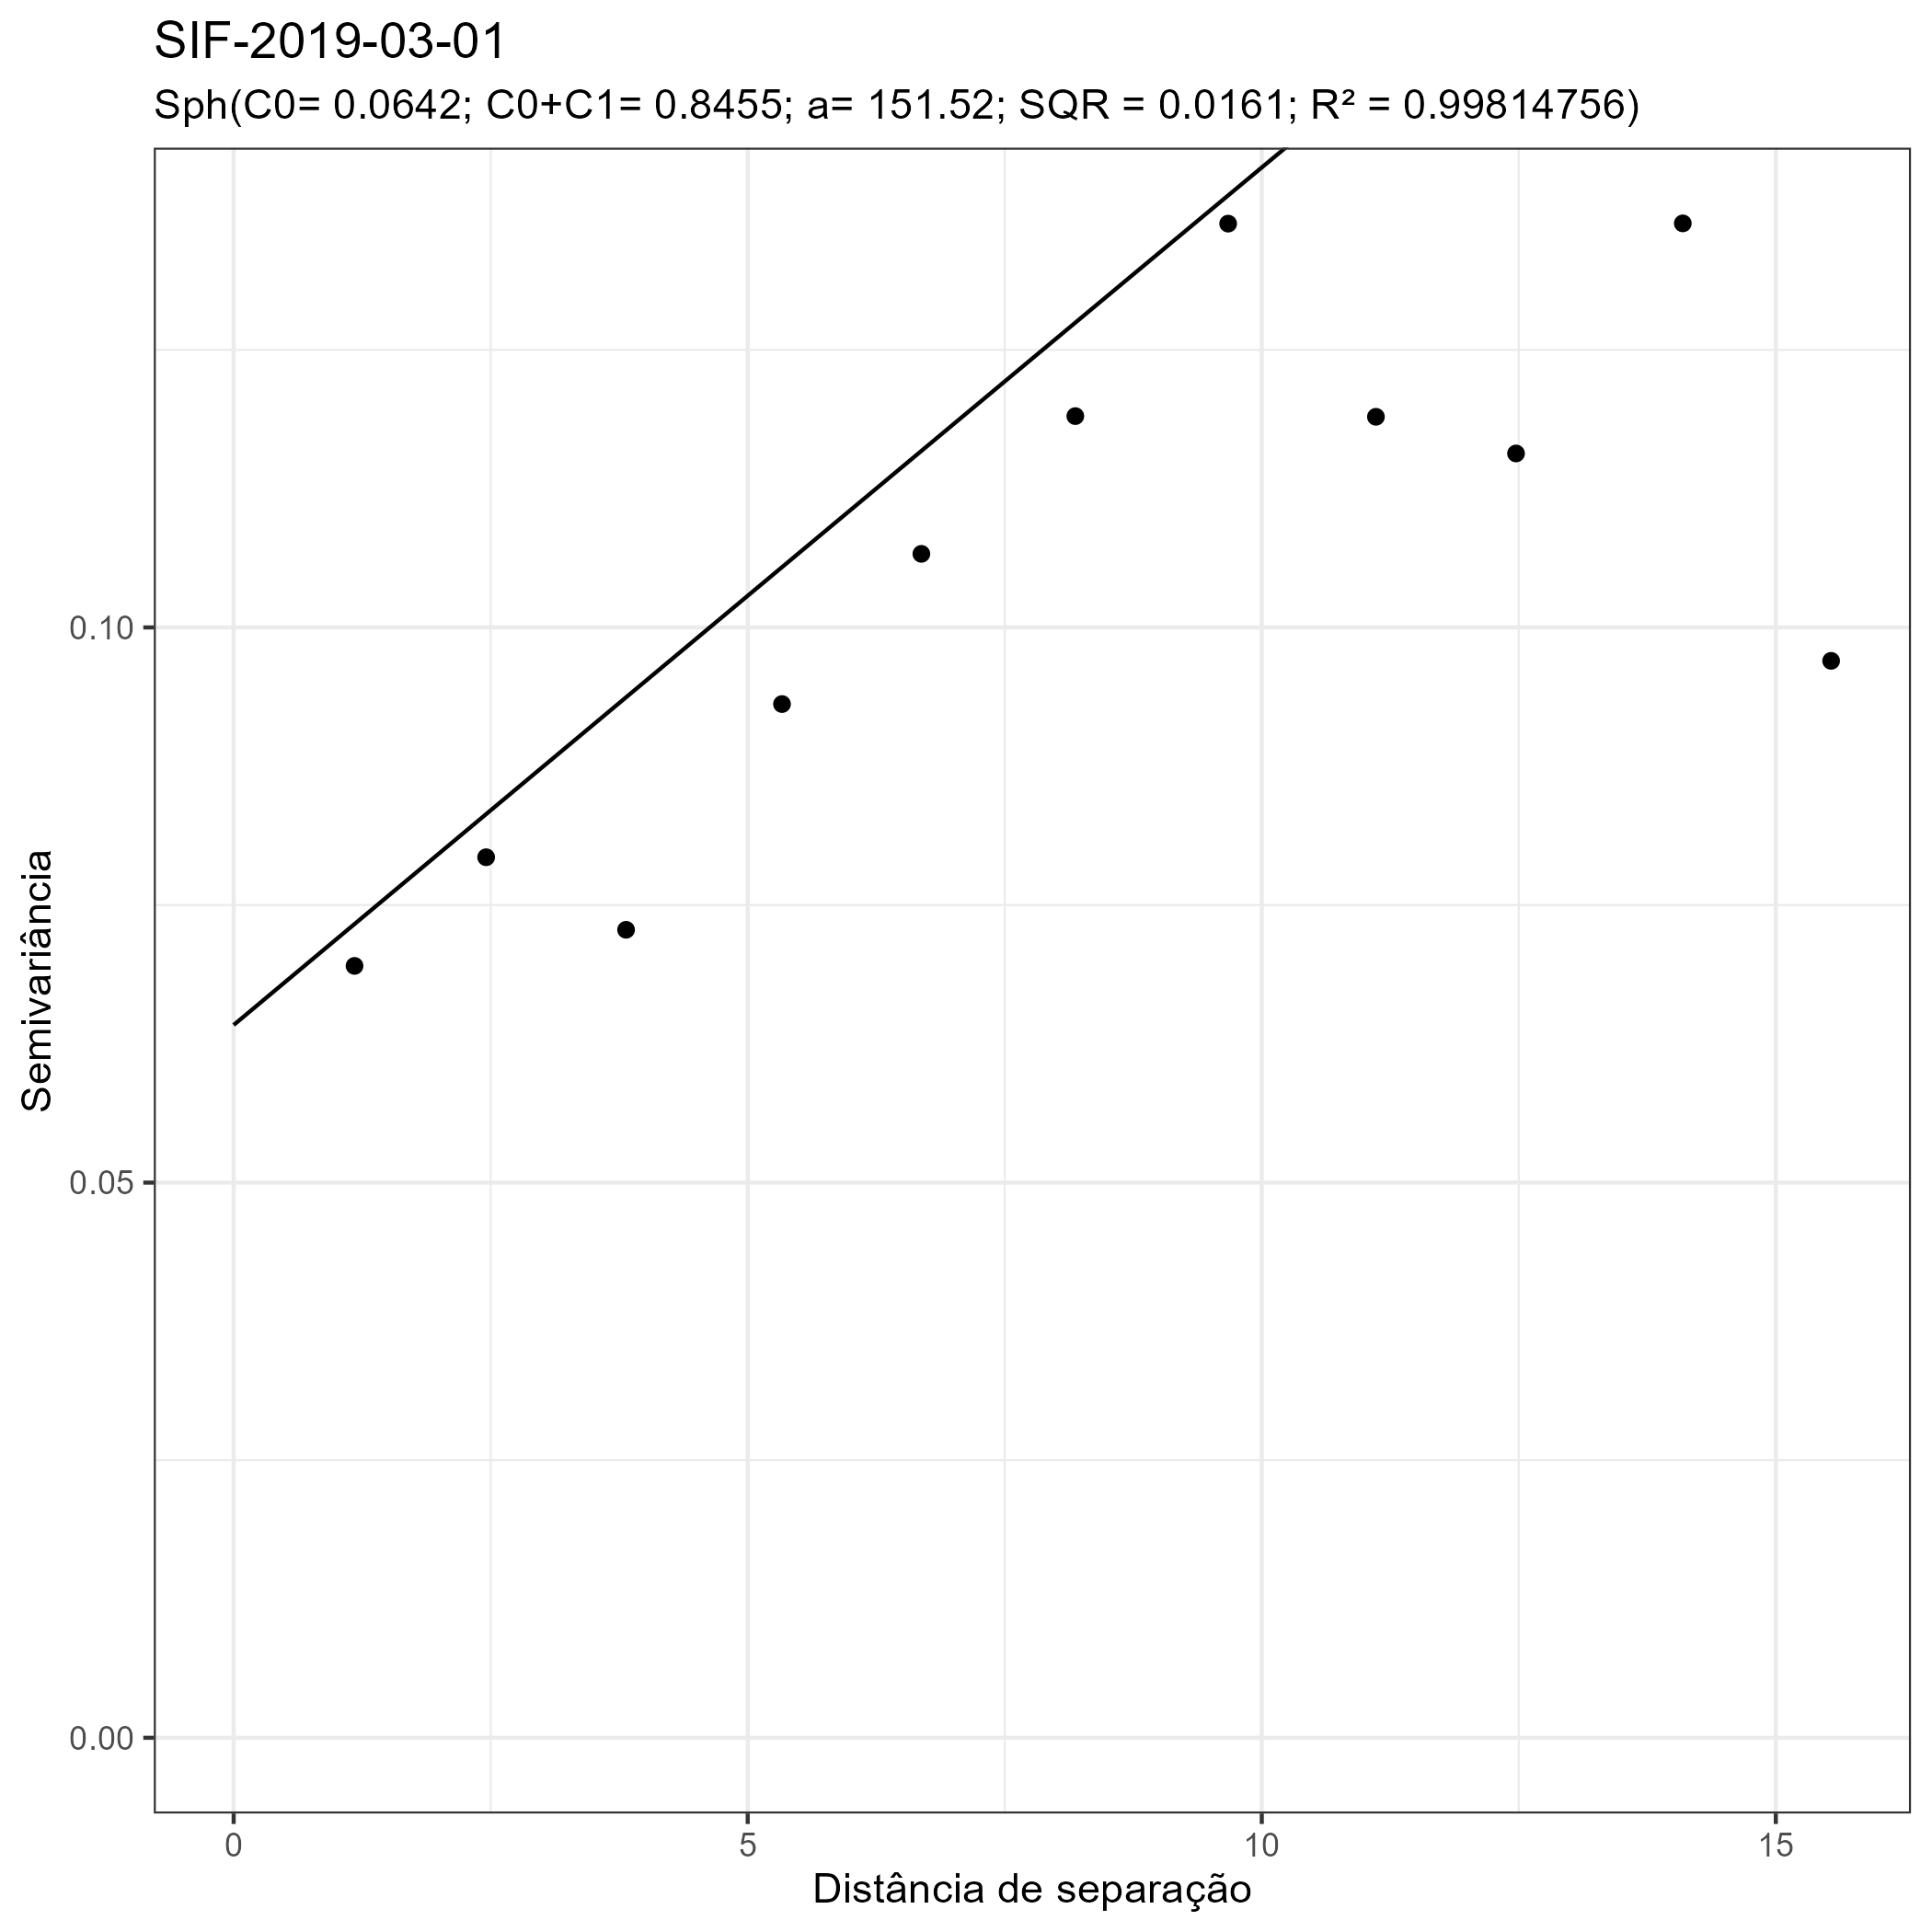 SIF-2019-03-01
Sph(C0= 0.0642; C0+C1= 0.8455; a= 151.52; SQR = 0.0161; R² = 0.99814756)
Semivariância
0.10
0.05
0.00
0
5
10
15
Distância de separação